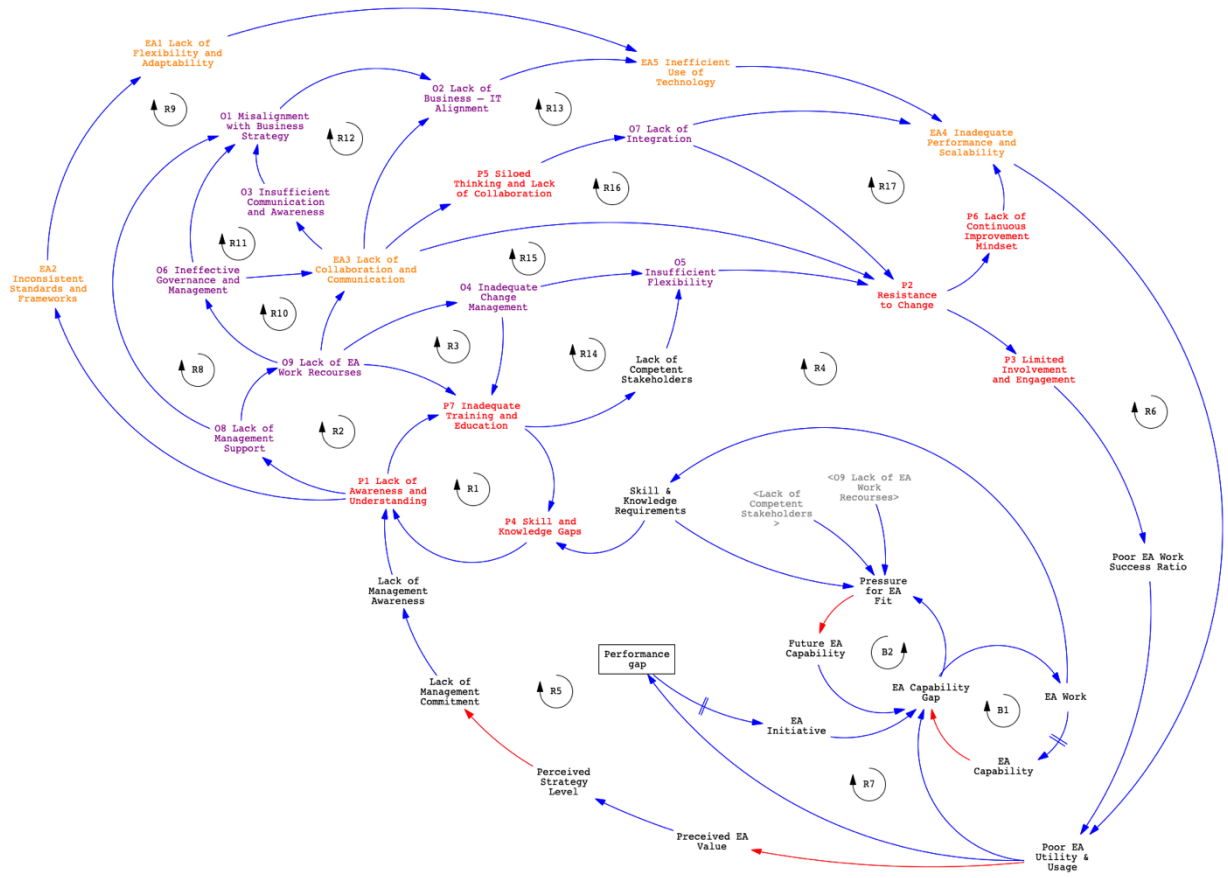 EA1 Lack of
Flexibility and
Adaptability
EA5 Inefficient
Use of
Technology
O2 Lack of
Business – IT
Alignment
R9
R13
O1 Misalignment
with Business
Strategy
R12
O7 Lack of
Integration
EA4 Inadequate
Performance and
Scalability
P5 Siloed
Thinking and Lack
of Collaboration
R16
R17
O3 Insufficient
Communication
and Awareness
P6 Lack of
Continuous
Improvement
Mindset
R11
EA3 Lack of
Collaboration and
Communication
R15
O5
Insufficient
Flexibility
EA2
Inconsistent
Standards and
Frameworks
O6 Ineffective
Governance and
Management
O4 Inadequate
Change
Management
P2
Resistance
to Change
R10
R3
R14
O9 Lack of EA
Work Recourses
Lack of
Competent
Stakeholders
R4
P3 Limited
Involvement
and Engagement
R8
P7 Inadequate
Training and
Education
R6
O8 Lack of
Management
Support
R2
P1 Lack of
Awareness and
Understanding
R1
Skill &
Knowledge
Requirements
<Lack of
Competent
Stakeholders
>
<O9 Lack of EA
Work
Recourses>
P4 Skill and
Knowledge Gaps
Poor EA Work
Success Ratio
Lack of
Management
Awareness
Pressure
for EA
Fit
Performance
gap
Future EA
Capability
B2
Lack of
Management
Commitment
R5
EA Capability
Gap
EA Work
B1
EA
Initiative
EA
Capability
Perceived
Strategy
Level
R7
Preceived EA
Value
Poor EA
Utility &
Usage